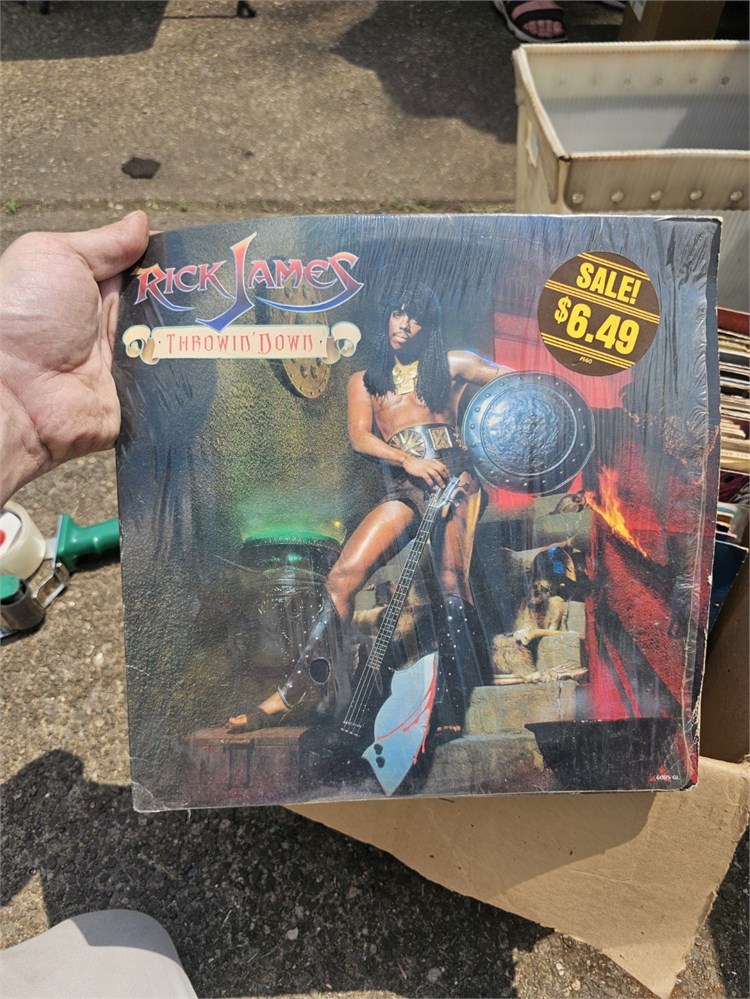 RICK JAMES
THROWIN' DOWN
SALE!
$6.49